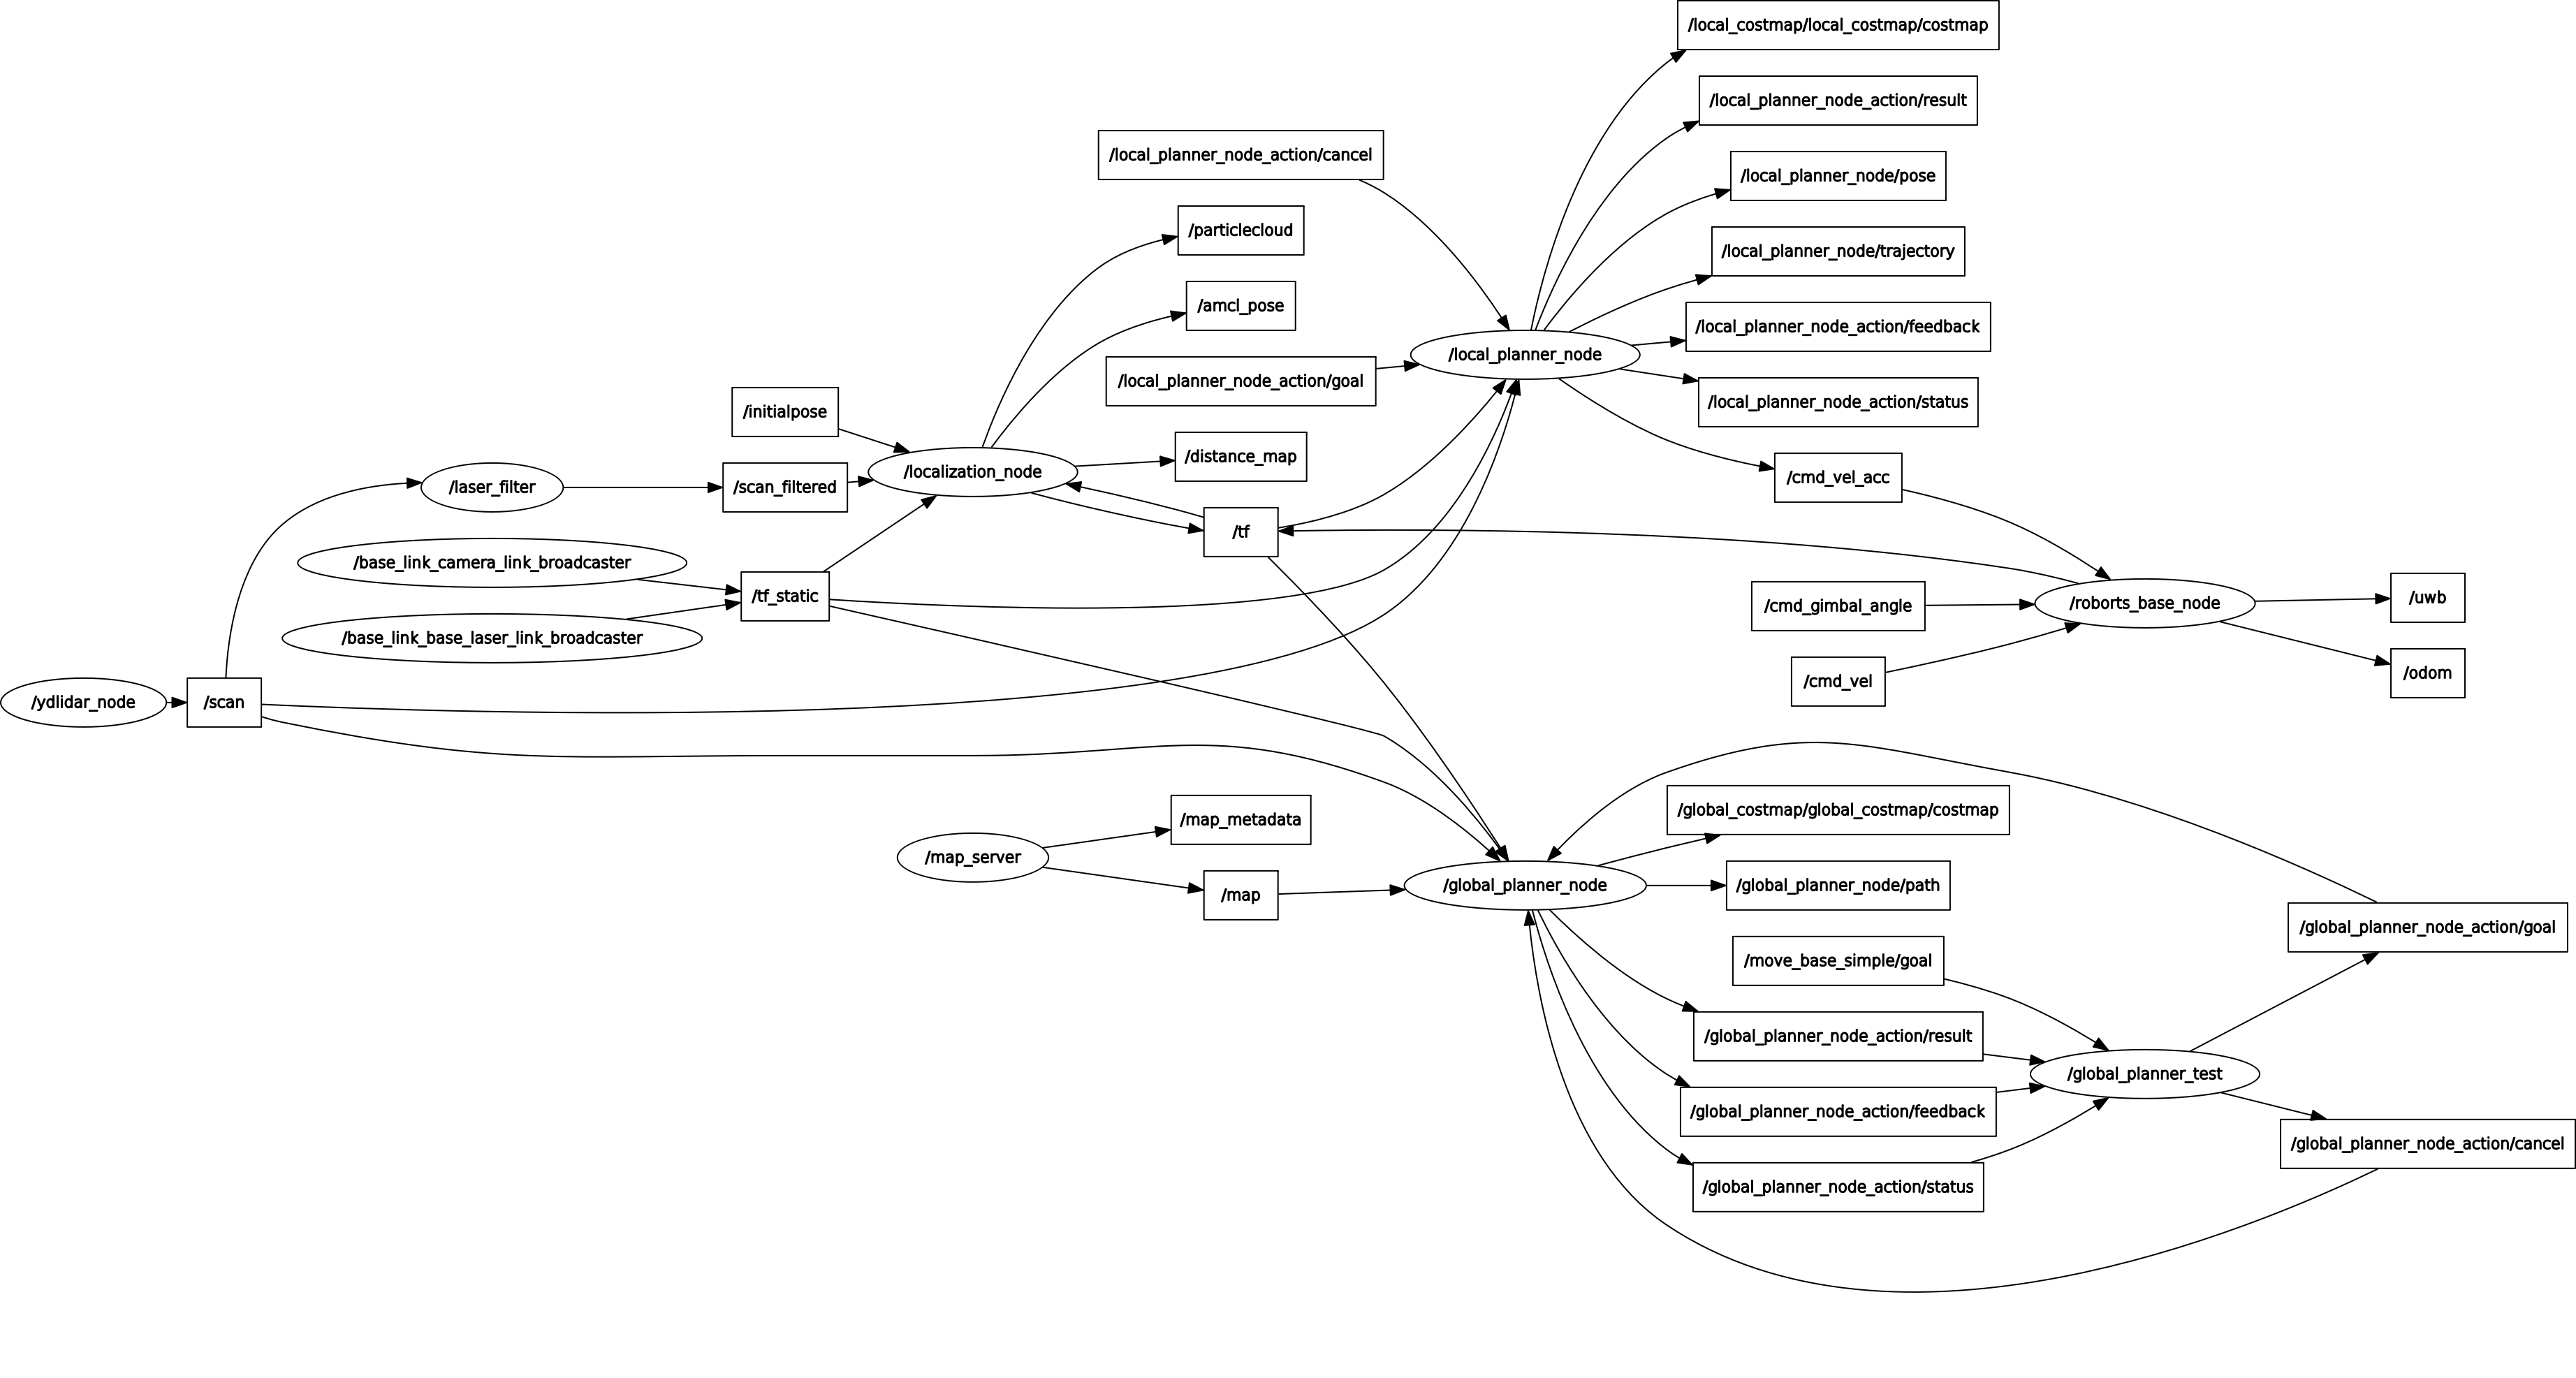 /local_costmap/local_costmap/costmap
/local_planner_node_action/result
/local_planner_node_action/cancel
/local_planner_node/pose
/particlecloud
/local_planner_node/trajectory
/amcl_pose
/local_planner_node_action/feedback
/local_planner_node
/local_planner_node_action/goal
/local_planner_node_action/status
/initialpose
/distance_map
/localization_node
/cmd_vel_acc
/laser_filter
/scan_filtered
/tf
/base_link_camera_link_broadcaster
/tf_static
/uwb
/roborts_base_node
/cmd_gimbal_angle
/base_link_base_laser_link_broadcaster
/odom
/cmd_vel
/ydlidar_node
/scan
/global_costmap/global_costmap/costmap
/map_metadata
/map_server
/global_planner_node
/global_planner_node/path
/map
/global_planner_node_action/goal
/move_base_simple/goal
/global_planner_node_action/result
/global_planner_test
/global_planner_node_action/feedback
/global_planner_node_action/cancel
/global_planner_node_action/status